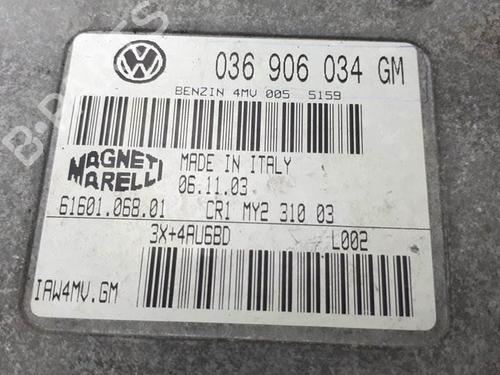 036 906 034 GM
BENZIN 4MV 005 5159
MAGNETI
MARELLI
MADE IN ITALY
06.11.03
61601.068.01 CR1 MY2 310 03
3X+4AU6BD L002
IAW4MV.GM